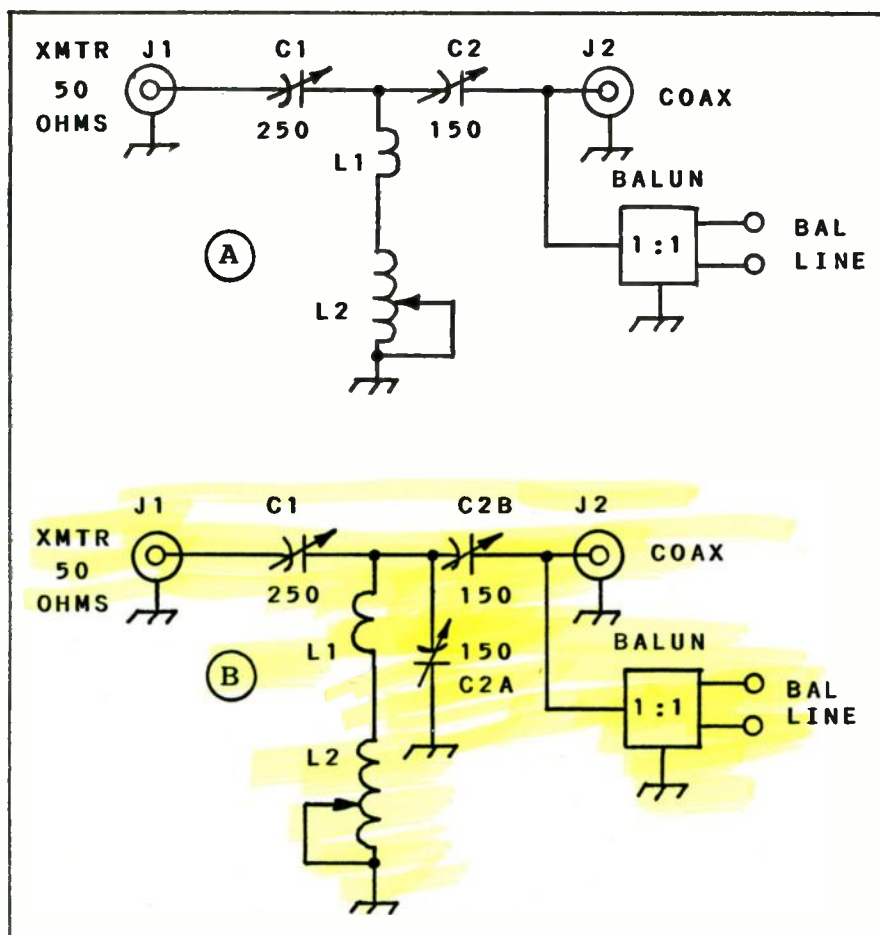 XMTR J1 C1 C2 J2
50 COAX
OHMS 250 150
L1 BALUN
A 1:1 BAL
LINE
L2
J1 C1 C2B J2
XMTR COAX
50
OHMS 250 150
L1 150 BALUN
B C2A
1:1 BAL
LINE
L2